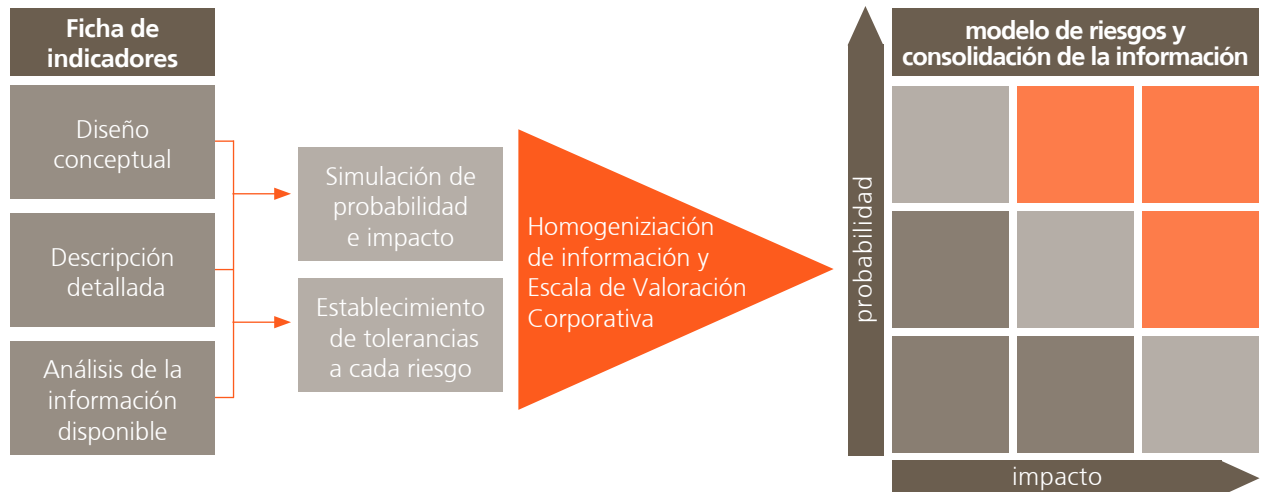 Ficha de
indicadores
Diseño
conceptual
Descripción
detallada
Análisis de la
información
disponible
Simulación de
probabilidad
e impacto
Establecimiento
de tolerancias
a cada riesgo
Homogeniziación
de información y
Escala de Valoración
Corporativa
probabilidad
modelo de riesgos y
consolidación de la información
impacto